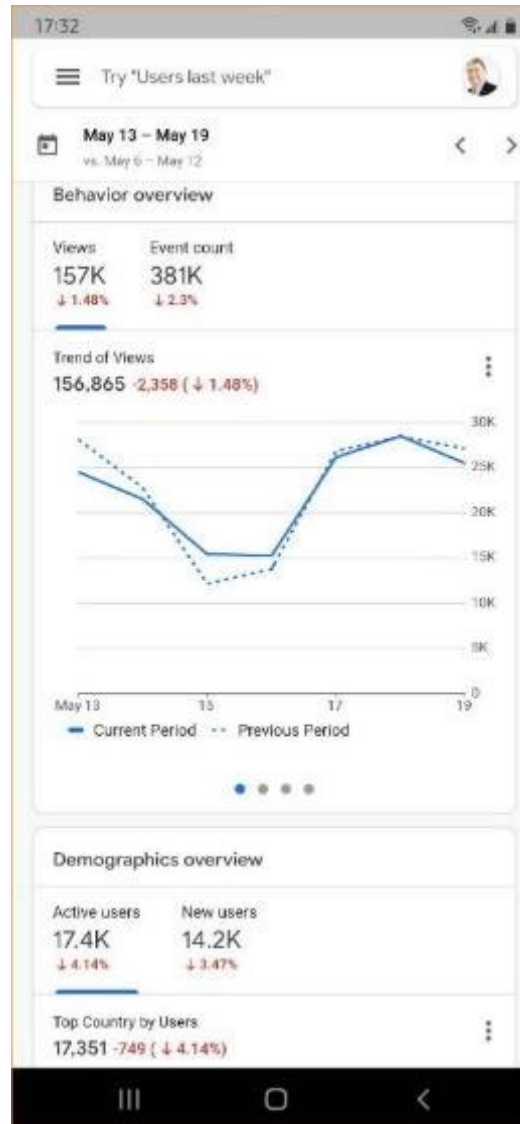 17:32
Try "Users last week"
May 13 – May 19
vs. May 6 – May 12
Behavior overview
Views Event count
157K 381K
↓ 1.48% ↓ 2.3%
Trend of Views
156,865 -2,358 (↓ 1.48%)
30K
25K
20K
15K
10K
5K
0
May 13 15 17 19
Current Period Previous Period
Demographics overview
Active users New users
17.4K 14.2K
↓ 4.14% ↓ 3.47%
Top Country by Users
17,351 -749 (↓ 4.14%)